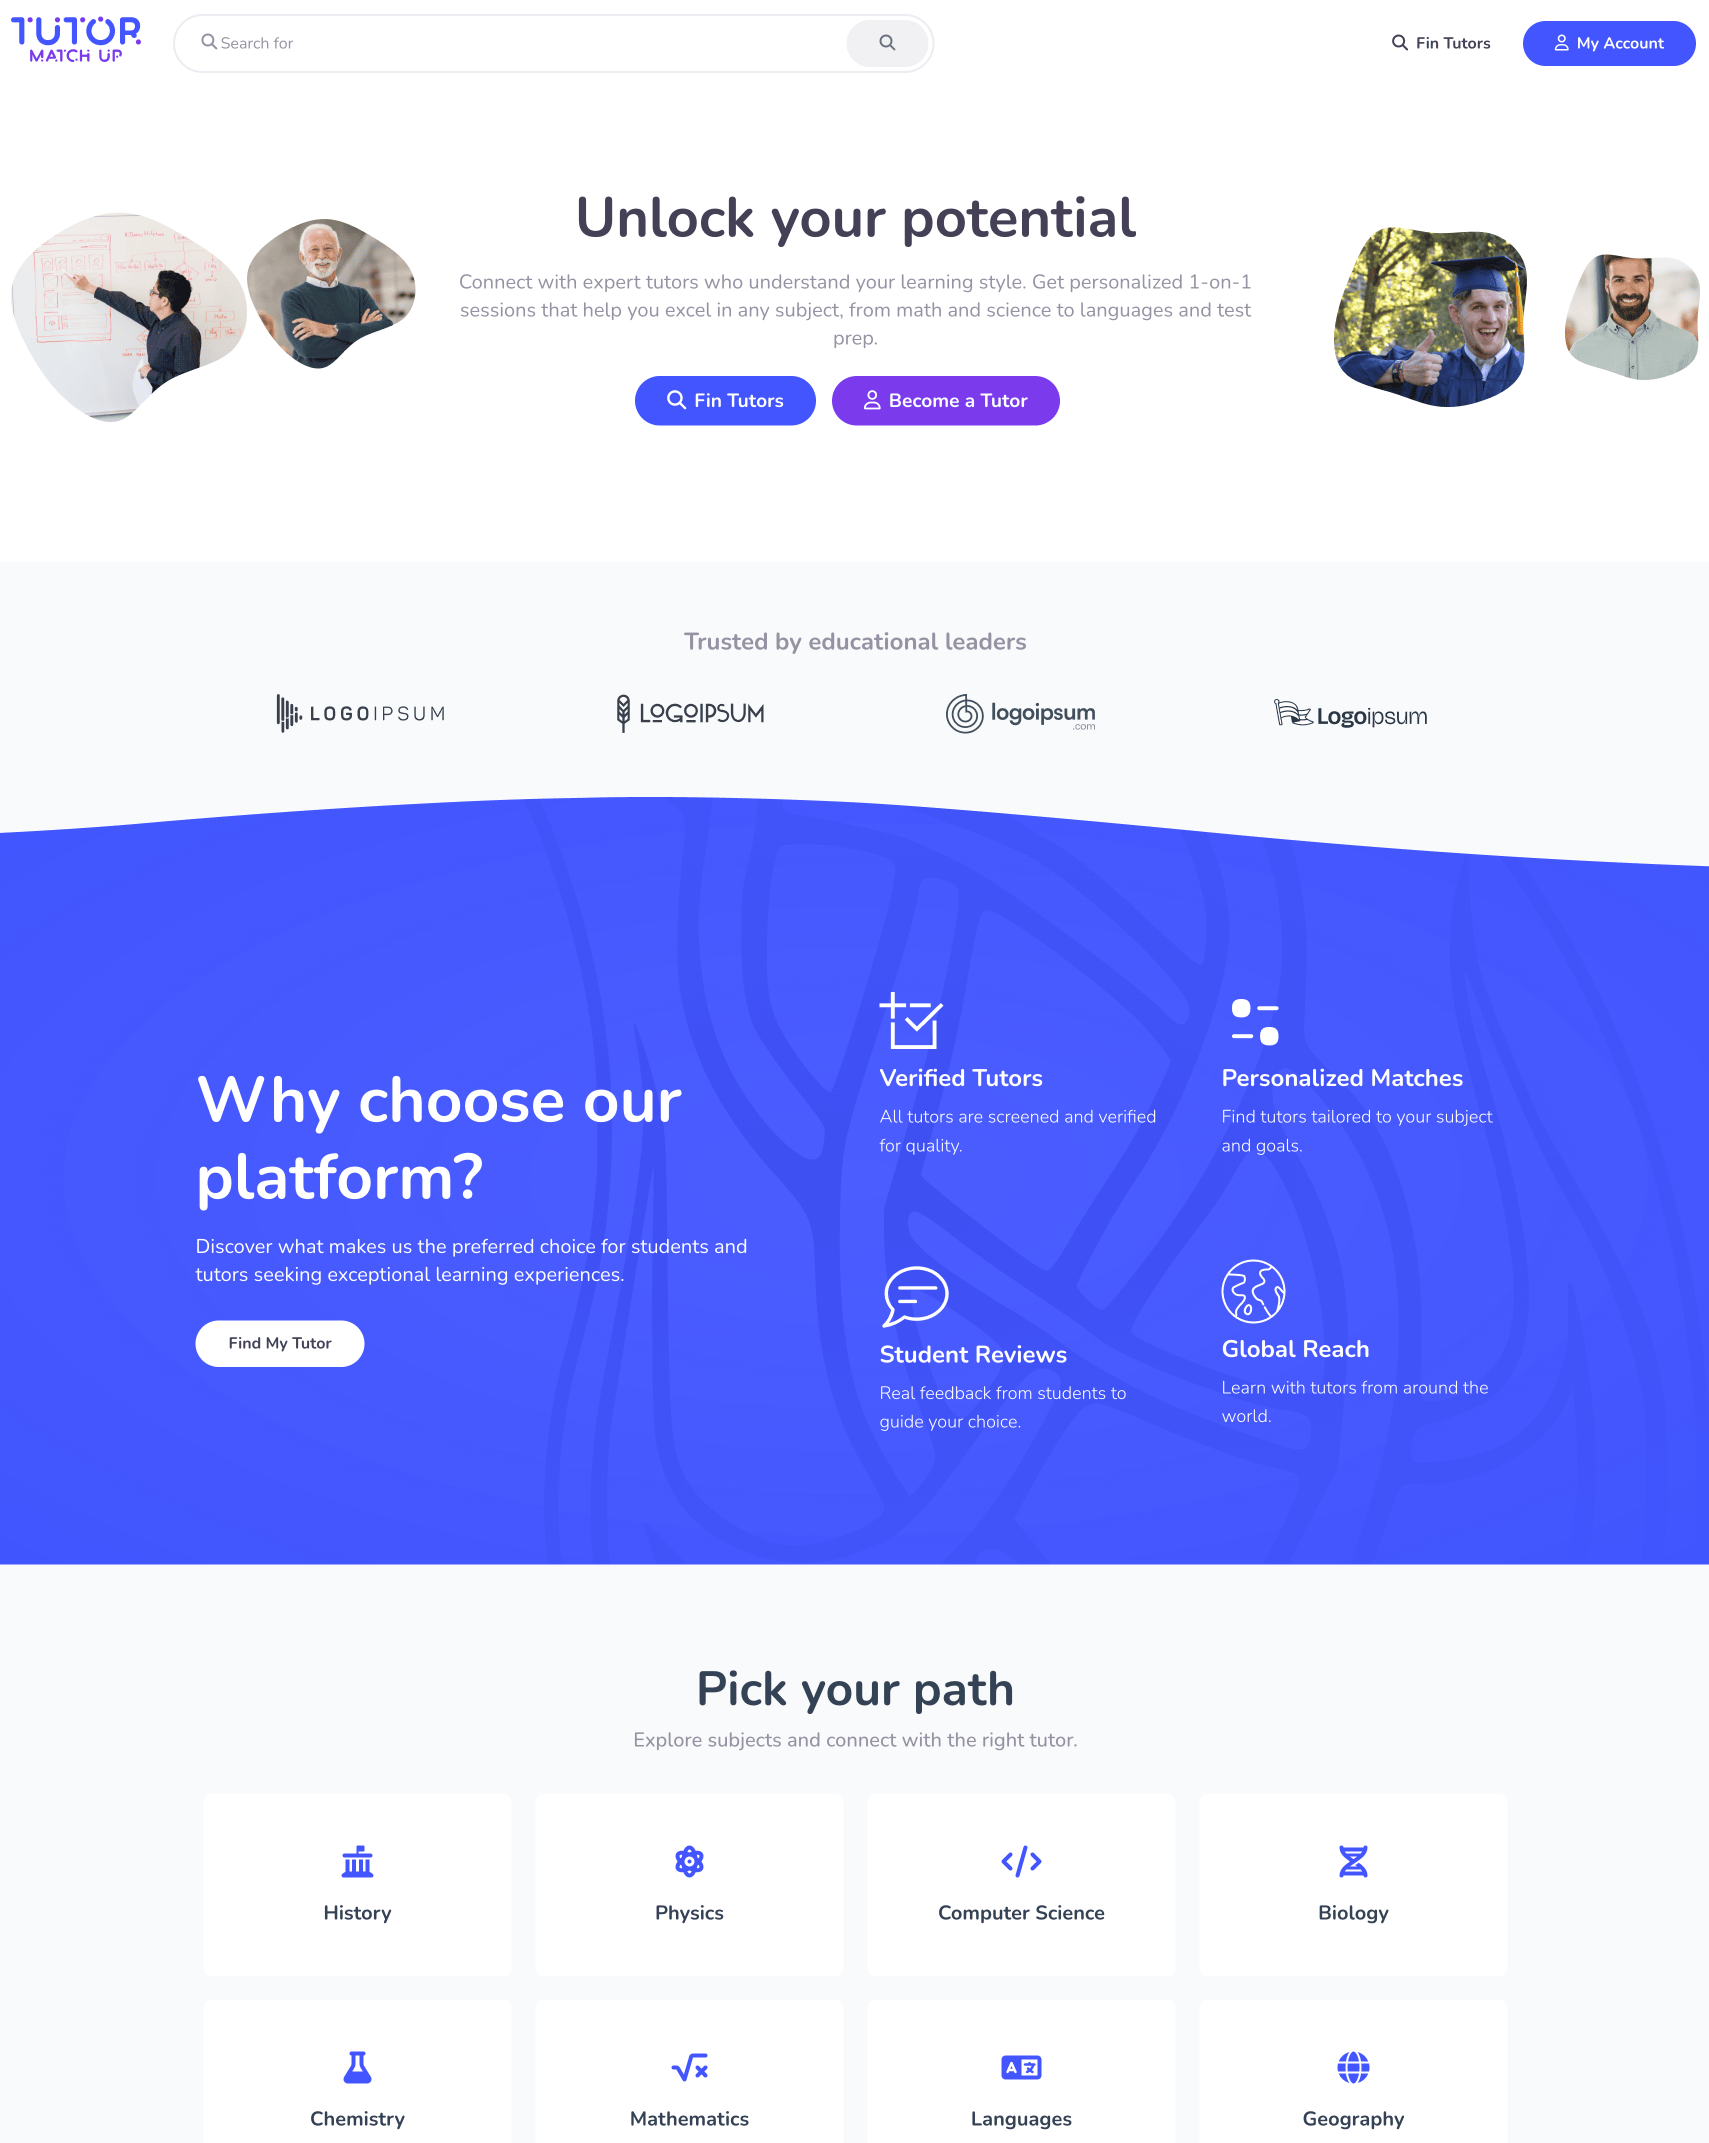 TUTOR
MATCH UP
Search for
Fin Tutors
My Account
Unlock your potential
Connect with expert tutors who understand your learning style. Get personalized 1-on-1
sessions that help you excel in any subject, from math and science to languages and test
prep.
Fin Tutors
Become a Tutor
Trusted by educational leaders
LOGOIPSUM
LOGOIPSUM
logoipsum
.com
Logoipsum
Why choose our
platform?
Discover what makes us the preferred choice for students and
tutors seeking exceptional learning experiences.
Find My Tutor
Verified Tutors
All tutors are screened and verified
for quality.
Personalized Matches
Find tutors tailored to your subject
and goals.
Student Reviews
Real feedback from students to
guide your choice.
Global Reach
Learn with tutors from around the
world.
Pick your path
Explore subjects and connect with the right tutor.
History
Physics
Computer Science
Biology
Chemistry
Mathematics
Languages
Geography